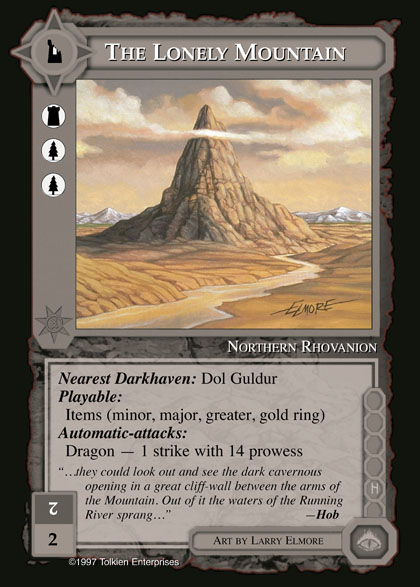 The Lonely Mountain
ELMORE
Northern Rhovanion
Nearest Darkhaven: Dol Guldur
Playable:
Items (minor, major, greater, gold ring)
Automatic-attacks:
Dragon — 1 strike with 14 prowess
“...they could look out and see the dark cavernous
opening in a great cliff-wall between the arms of
the Mountain. Out of it the waters of the Running
River sprang...” —Hob
H
2
2
Art by Larry Elmore
©1997 Tolkien Enterprises